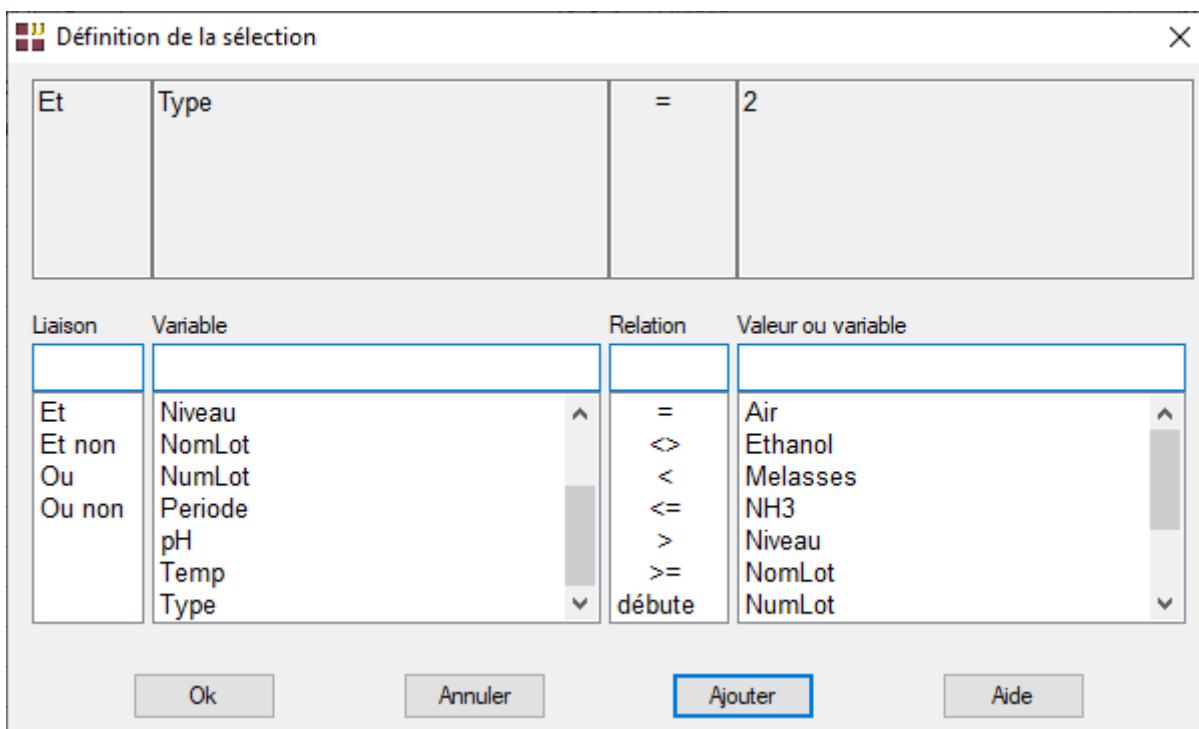 Définition de la sélection
Et Type = 2
Liaison Variable Relation Valeur ou variable
Et Niveau = Air
Et non NomLot <> Ethanol
Ou NumLot < Melasses
Ou non Periode <= NH3
pH > Niveau
Temp >= NomLot
Type débute NumLot
Ok Annuler Ajouter Aide